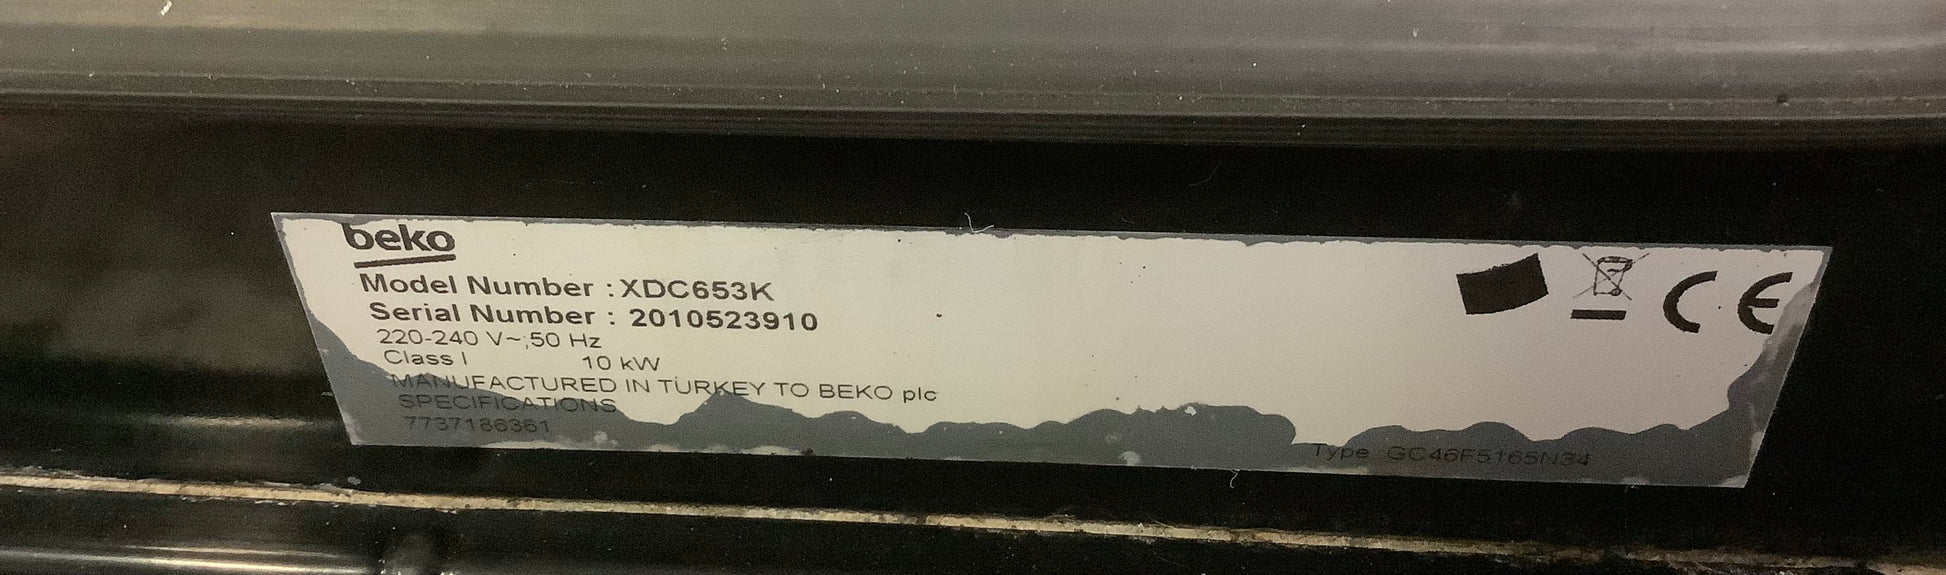 beko
Model Number : XDC653K
Serial Number : 2010523910
220-240 V~;50 Hz
Class I 10 kW
MANUFACTURED IN TURKEY TO BEKO plc
SPECIFICATIONS
7737186361
Type GC46F5165N34
CE